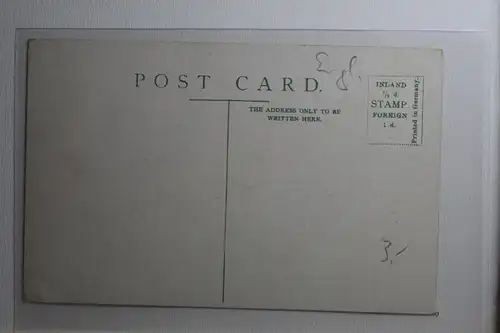 Engl.
POST CARD.
THE ADDRESS ONLY TO BE
WRITTEN HERE.
INLAND
½ d.
STAMP.
FOREIGN
1 d.
Printed in Germany.
3,-